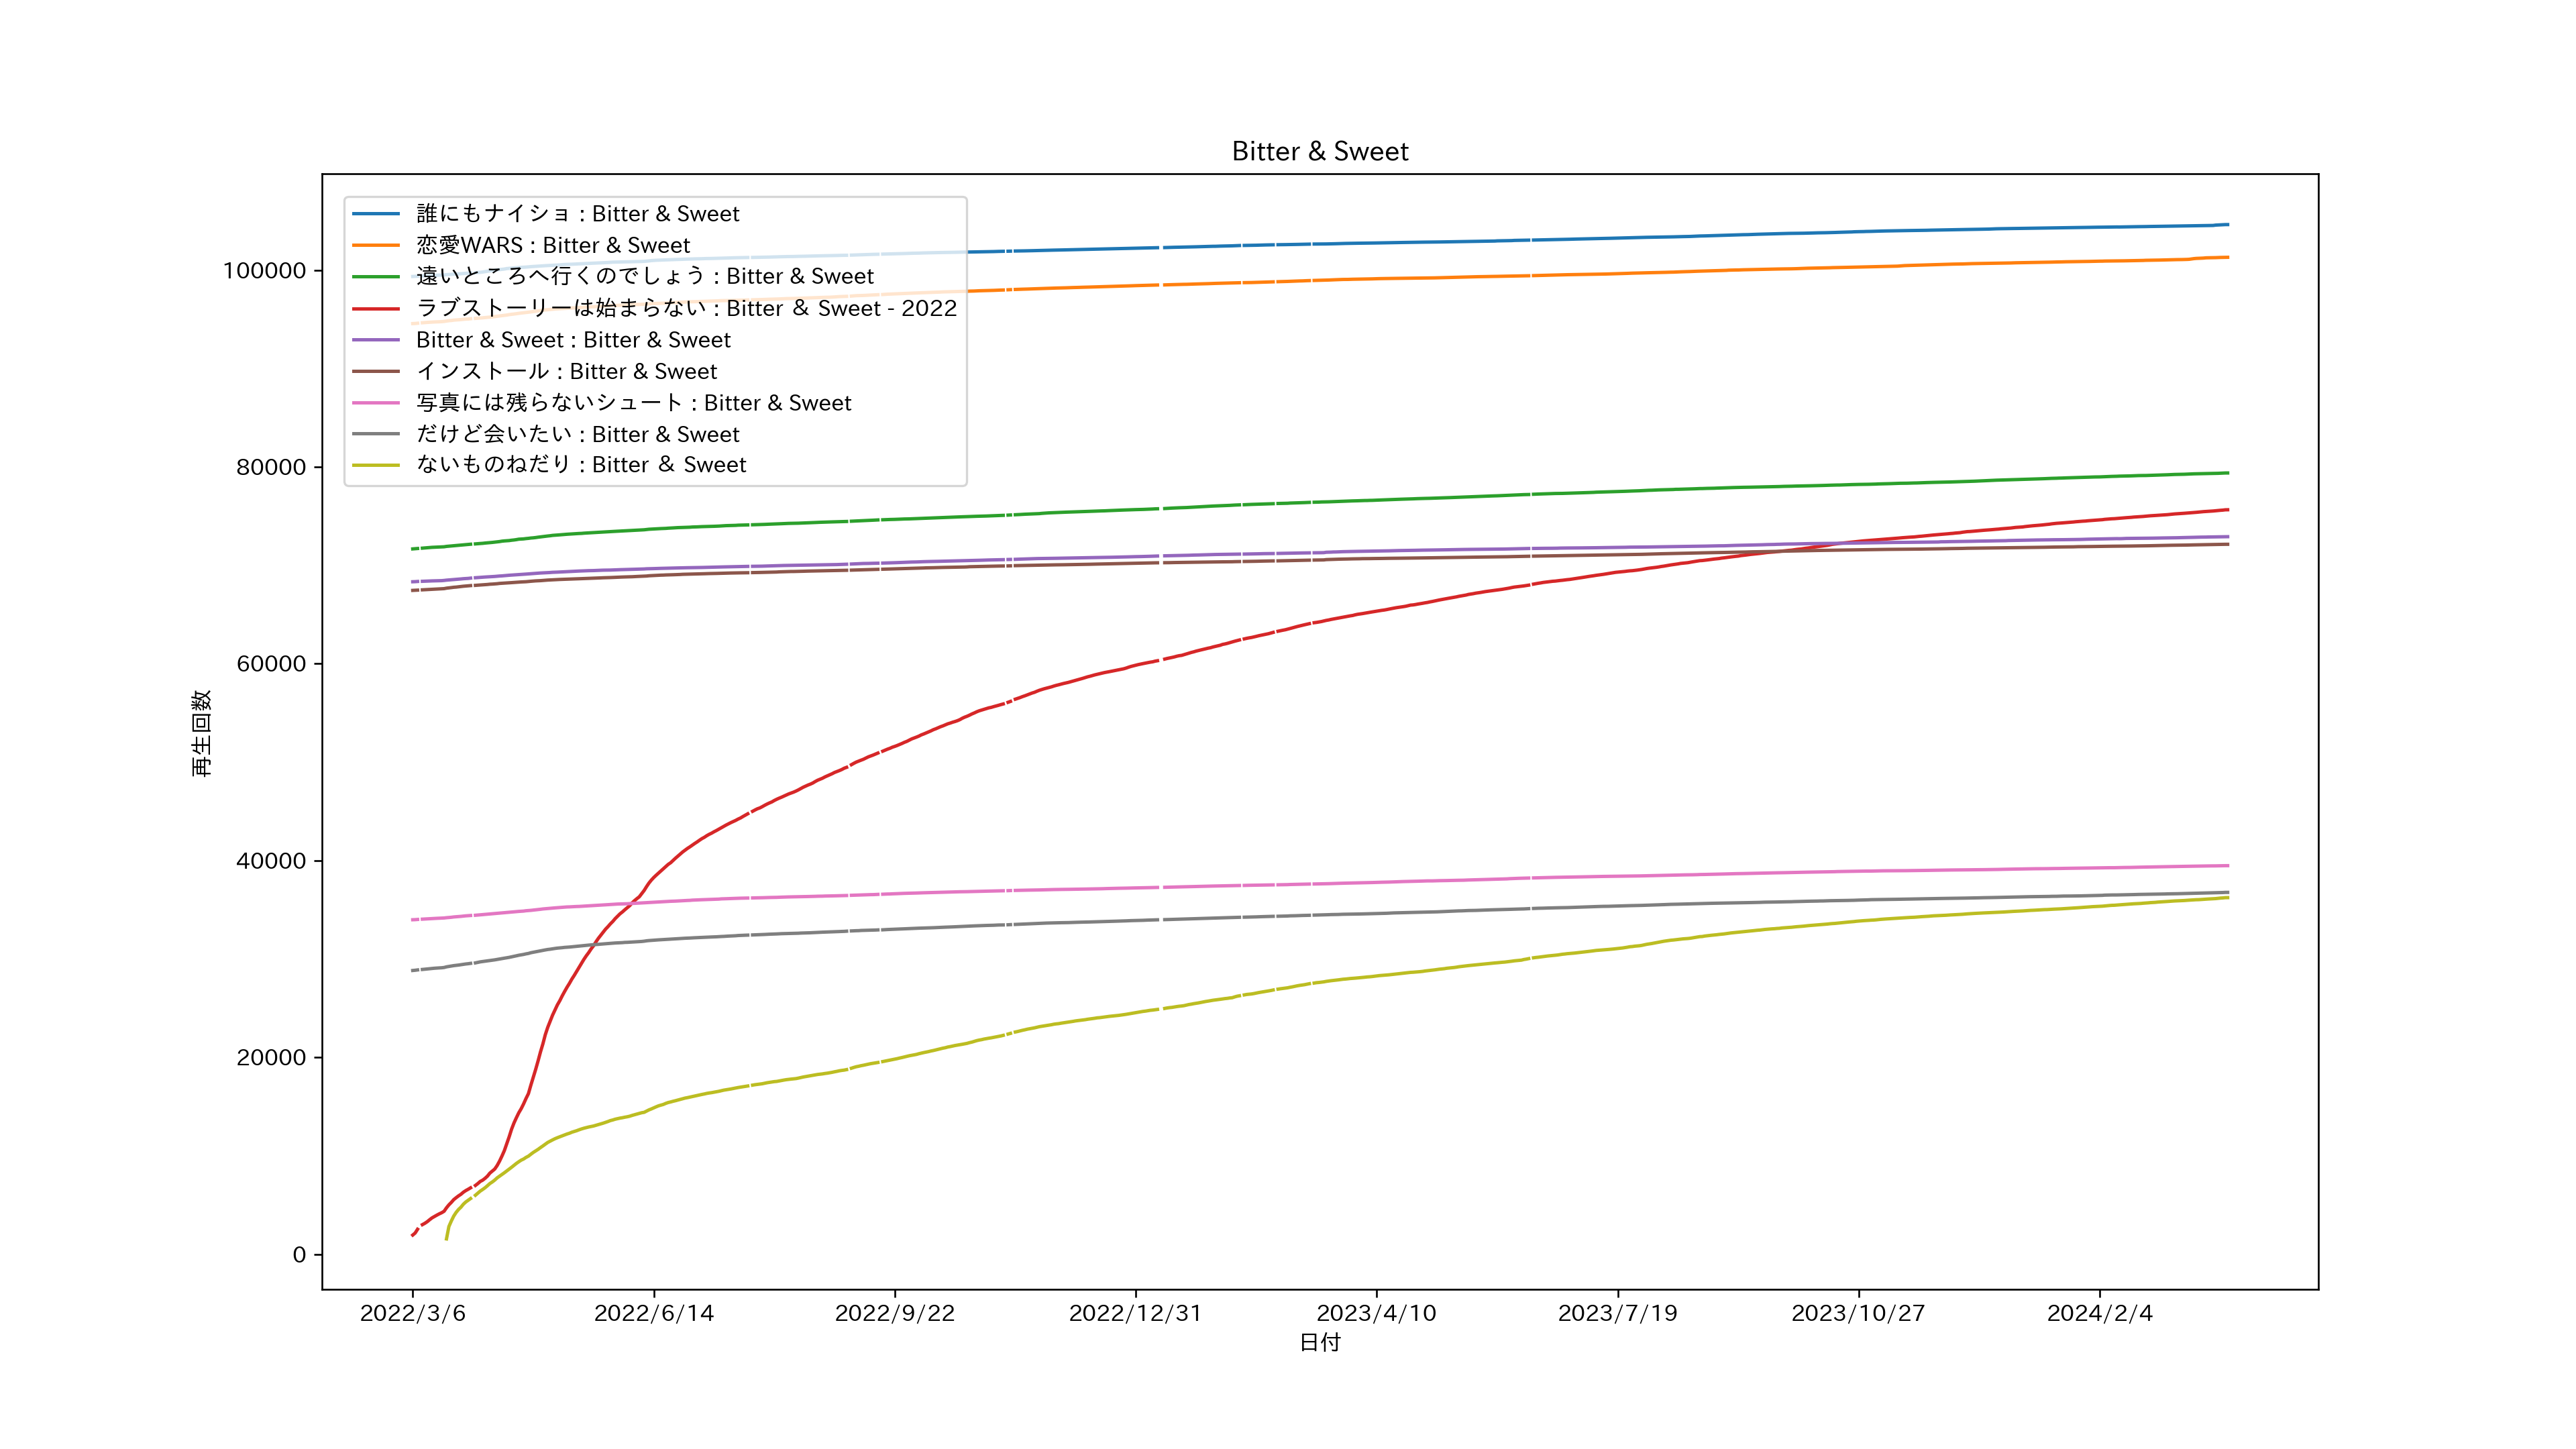 Bitter & Sweet
誰にもナイショ : Bitter & Sweet
恋愛WARS : Bitter & Sweet
遠いところへ行くのでしょう : Bitter & Sweet
ラブストーリーは始まらない : Bitter ＆ Sweet - 2022
Bitter & Sweet : Bitter & Sweet
インストール : Bitter & Sweet
写真には残らないシュート : Bitter & Sweet
だけど会いたい : Bitter & Sweet
ないものねだり : Bitter ＆ Sweet
100000
80000
60000
40000
20000
0
再生回数
2022/3/6
2022/6/14
2022/9/22
2022/12/31
2023/4/10
2023/7/19
2023/10/27
2024/2/4
日付